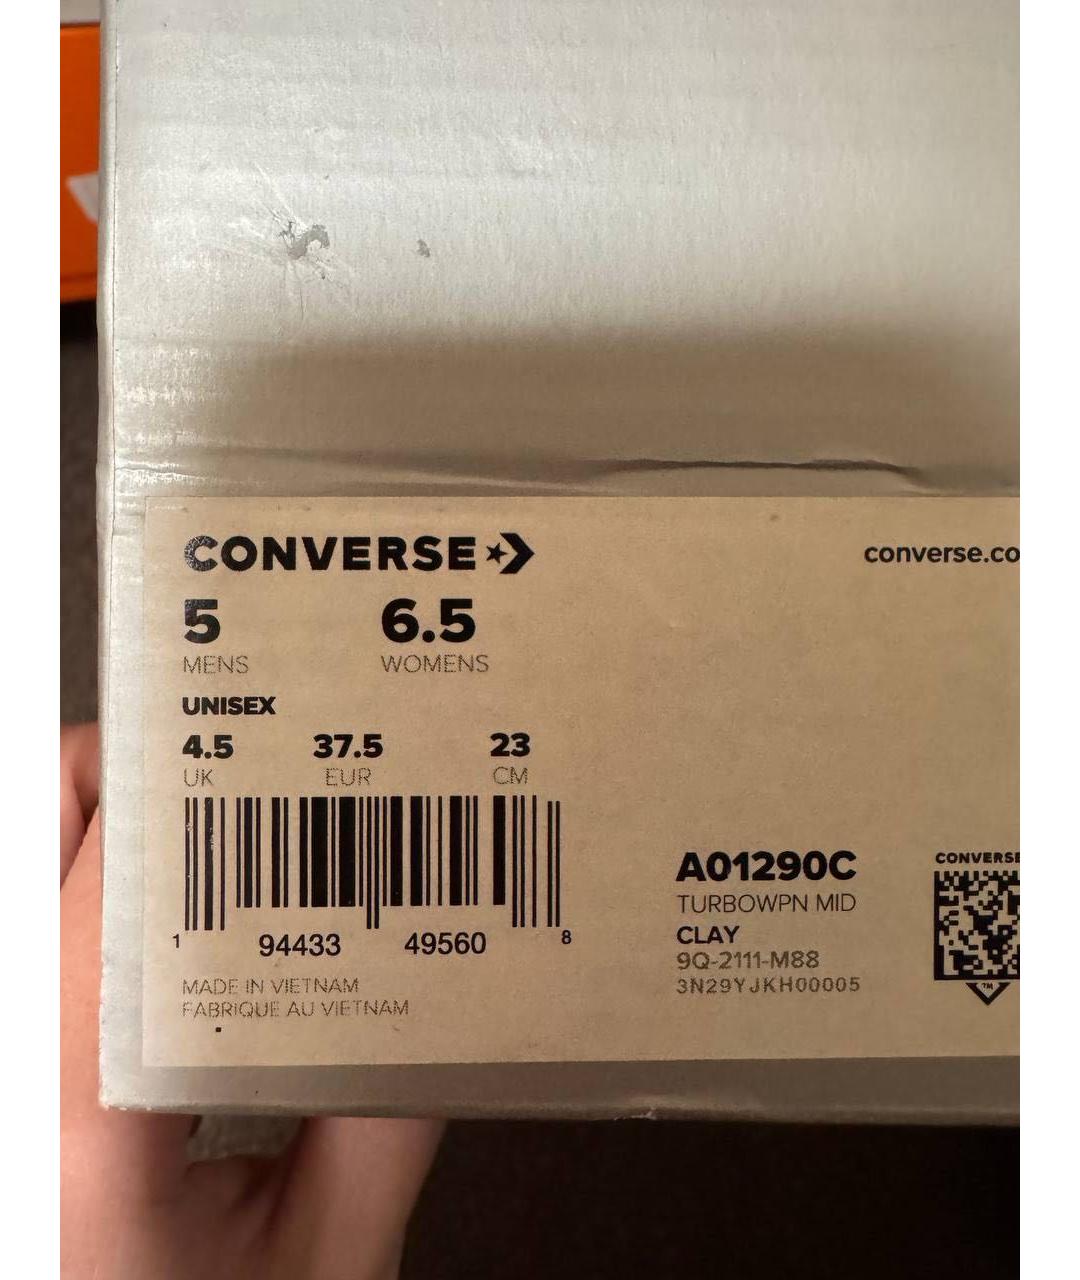 CONVERSE
converse.co
5 6.5
MENS WOMENS
UNISEX
4.5 37.5 23
UK EUR CM
1 94433 49560 8
MADE IN VIETNAM
FABRIQUE AU VIETNAM
A01290C
TURBOWPN MID
CLAY
9Q-2111-M88
3N29YJKH00005
CONVERSE
TM